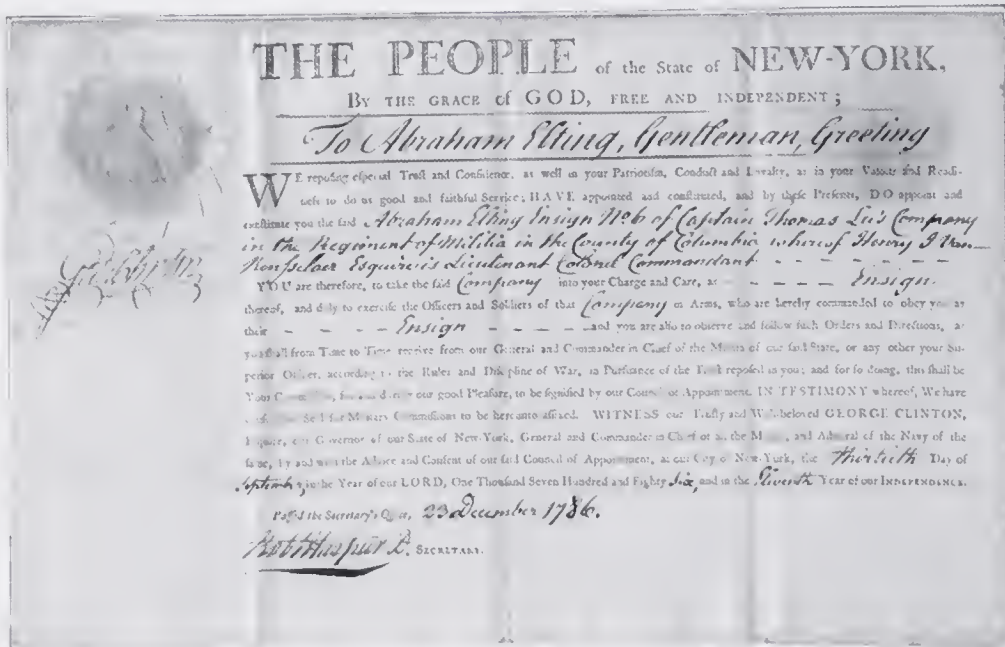 THE PEOPLE of the State of NEW-YORK,
BY THE GRACE of GOD, FREE AND INDEPENDENT;
To Abraham Elting, Gentleman, Greeting
WE reposing especial Trust and Confidence, as well in your Patriotism, Conduct and Loyalty, as in your Valour and Readi-
ness to do us good and faithful Service; HAVE appointed and constituted, and by these Presents, DO appoint and
constitute you the said Abraham Elting Ensign No 6 of Captain Thomas Company
in the Regiment of Militia in the County of Columbia whereof Henry I Van
Rensselaer Esquire is Lieutenant Colonel Commandant - - - - - -
YOU are therefore, to take the said Company into your Charge and Care, as - - - - - Ensign
thereof, and duly to exercise the Officers and Soldiers of that Company in Arms, who are hereby commanded to obey you as
their - - - - Ensign - - - - - and you are also to observe and follow such Orders and Directions, as
you shall from Time to Time receive from our General and Commander in Chief of the Militia of our said State, or any other your Su-
perior Officer, according to the Rules and Discipline of War, in Pursuance of the Trust reposed in you; and for so doing, this shall be
Your Commission, for and during our good Pleasure, to be signified by our Council of Appointment. IN TESTIMONY whereof, We have
Seal for Military Commissions to be hereunto affixed. WITNESS our Trusty and Well-beloved GEORGE CLINTON,
Esquire, our Governor of our State of New-York, General and Commander in Chief of all the Militia, and Admiral of the Navy of the
same, by and with the Advice and Consent of our said Council of Appointment, at our City of New-York, the thirtieth Day of
September, in the Year of our LORD, One Thousand Seven Hundred and Eighty Six, and in the Eleventh Year of our INDEPENDENCE.
Passed the Secretary's Office, 23 December 1786.
Robt Harpur D. SECRETARY.